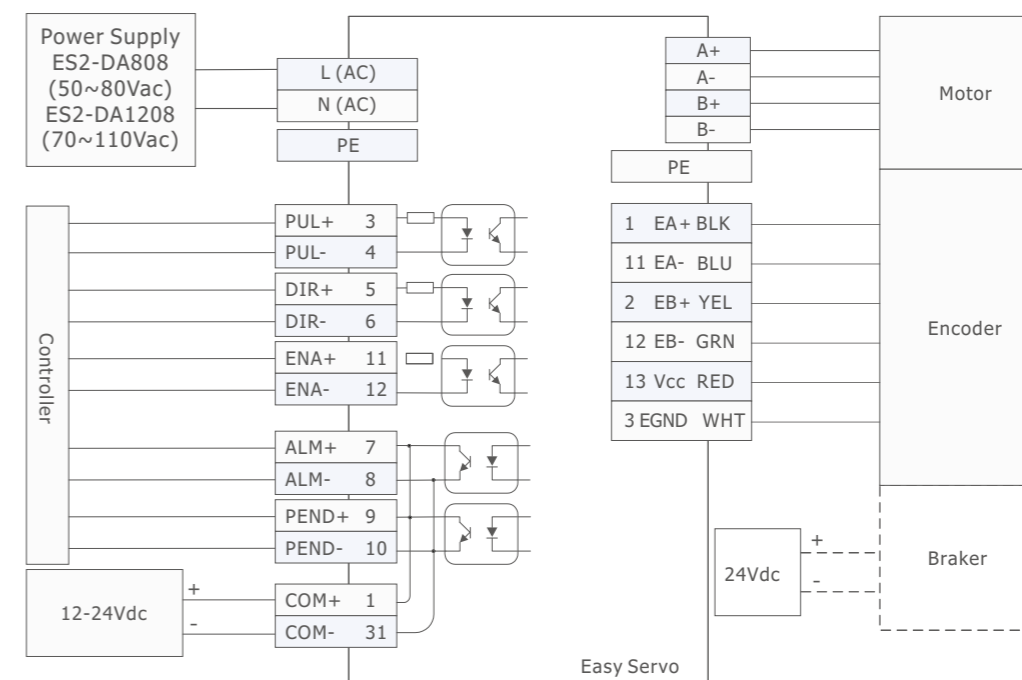 Power Supply
ES2-DA808
(50~80Vac)
ES2-DA1208
(70~110Vac)
L (AC)
N (AC)
PE
Controller
PUL+ 3
PUL- 4
DIR+ 5
DIR- 6
ENA+ 11
ENA- 12
ALM+ 7
ALM- 8
PEND+ 9
PEND- 10
12-24Vdc
+
-
COM+ 1
COM- 31
A+
A-
B+
B-
PE
Motor
1 EA+ BLK
11 EA- BLU
2 EB+ YEL
12 EB- GRN
13 Vcc RED
3 EGND WHT
Encoder
24Vdc
+
-
Braker
Easy Servo